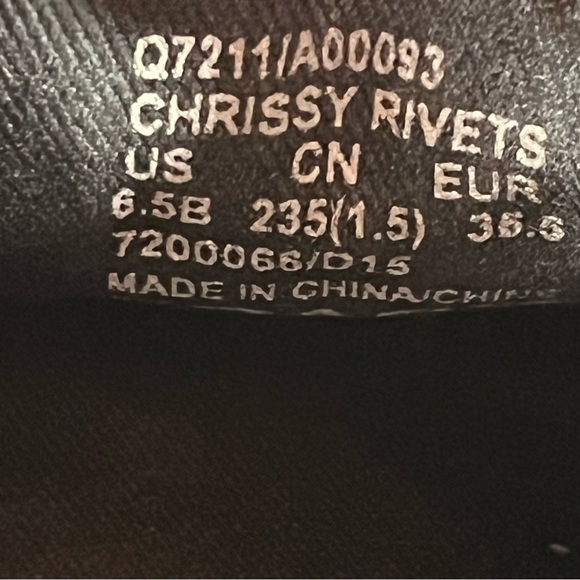 Q7211/A00093
CHRISSY RIVETS
US CN EUR
6.5B 235(1.5) 36.5
7200066/D15
MADE IN CHINA/CHINE